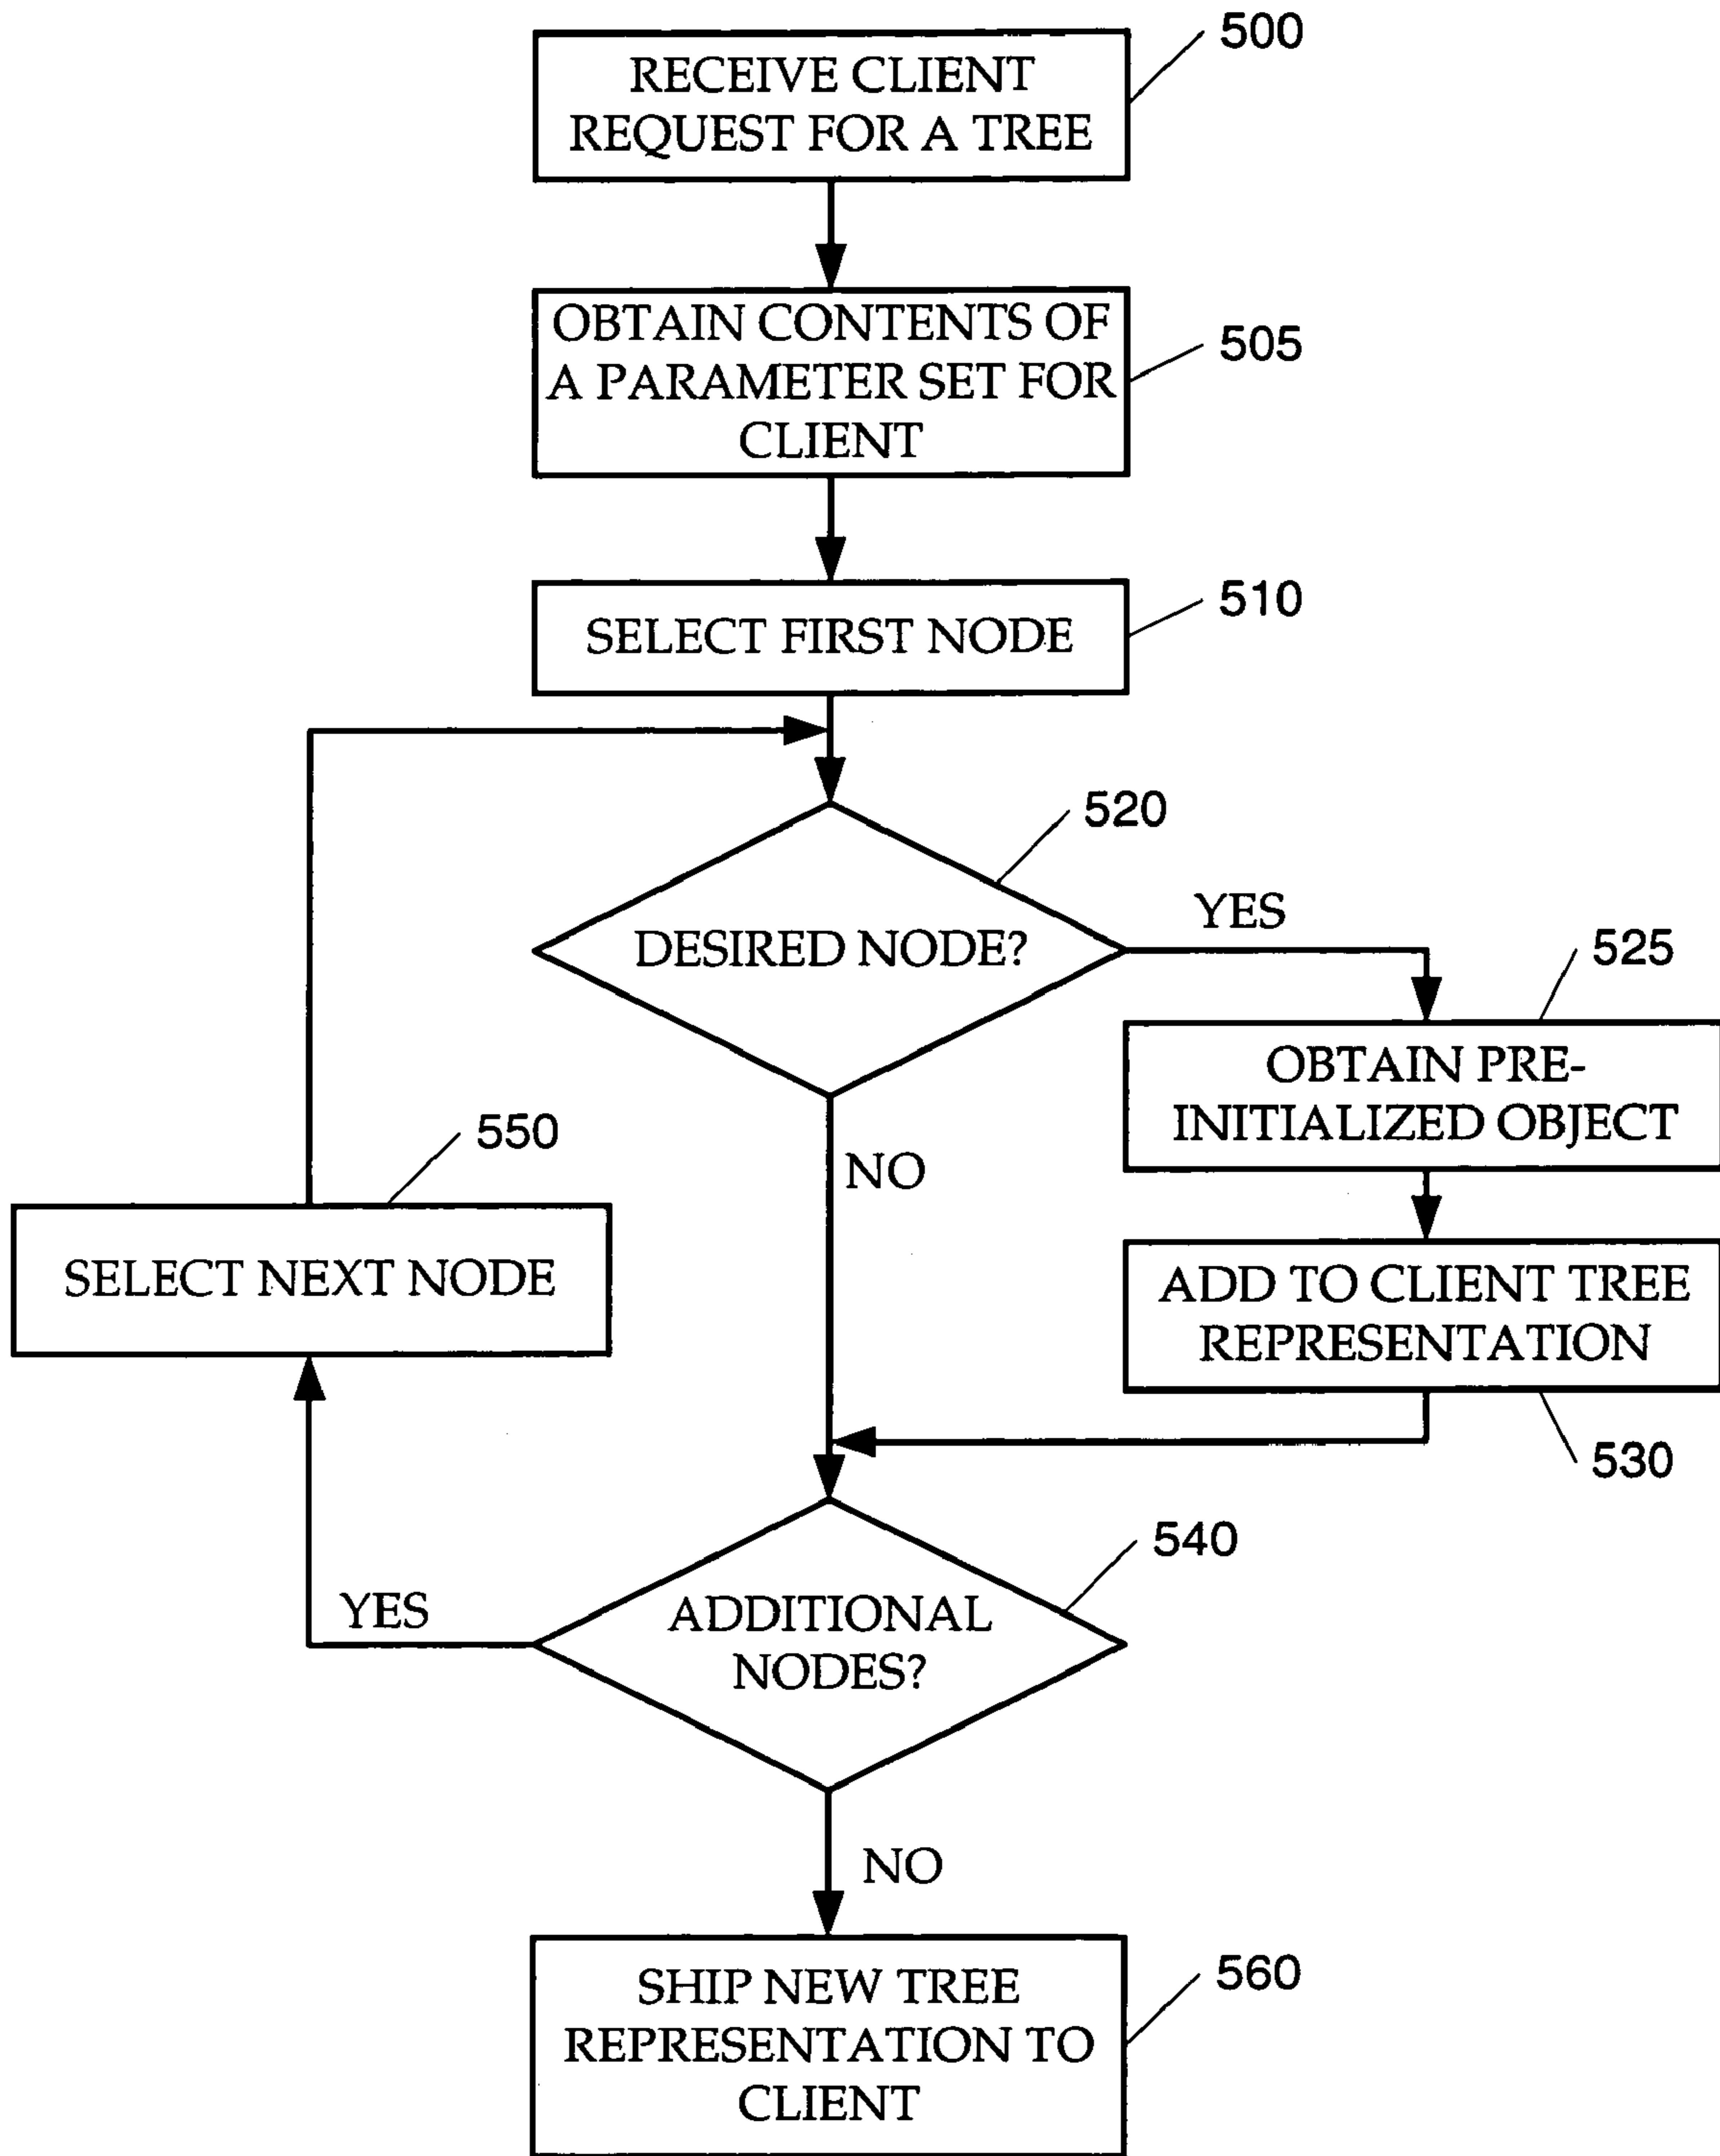 500
RECEIVE CLIENT
REQUEST FOR A TREE
OBTAIN CONTENTS OF
A PARAMETER SET FOR
CLIENT
505
SELECT FIRST NODE
510
520
DESIRED NODE?
YES
525
OBTAIN PRE-
INITIALIZED OBJECT
NO
550
SELECT NEXT NODE
ADD TO CLIENT TREE
REPRESENTATION
530
540
ADDITIONAL
NODES?
YES
NO
SHIP NEW TREE
REPRESENTATION TO
CLIENT
560